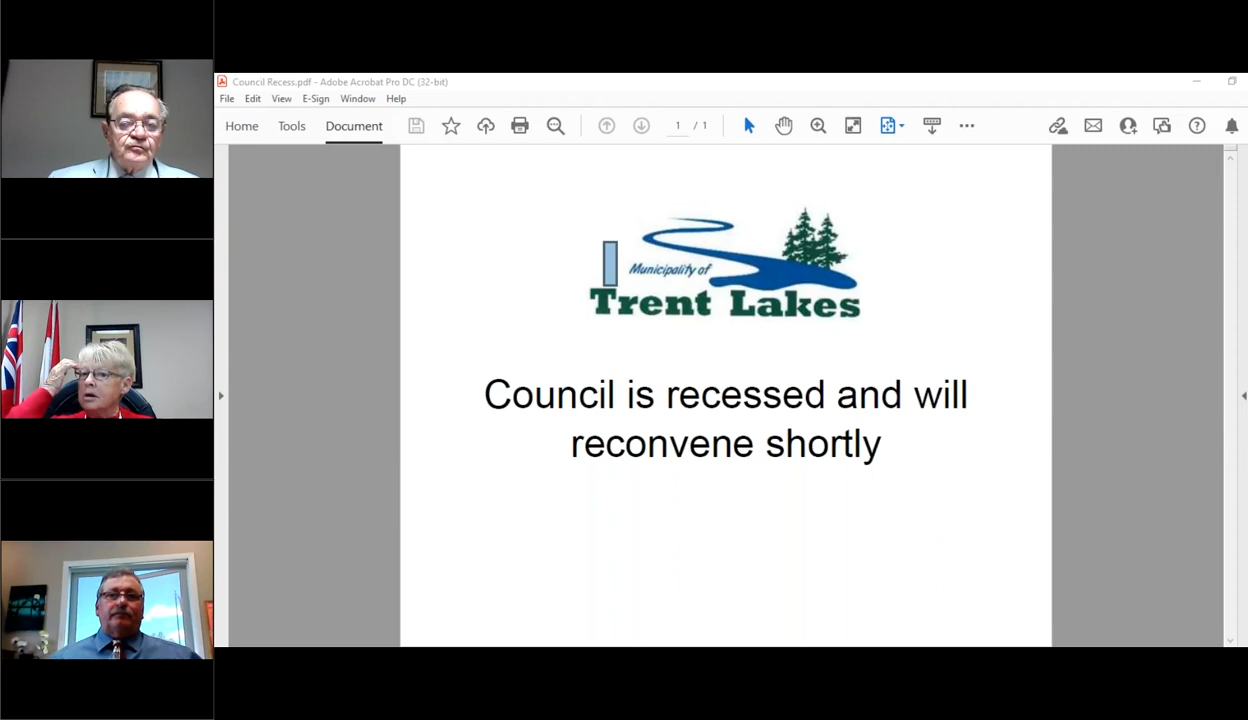 Council Recess.pdf - Adobe Acrobat Pro DC (32-bit)
File Edit View E-Sign Window Help
Home Tools Document 1 / 1
Municipality of
Trent Lakes
Council is recessed and will
reconvene shortly